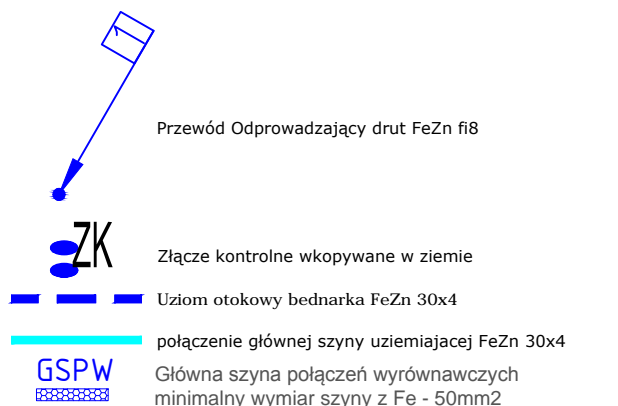 1
Przewód Odprowadzający drut FeZn fi8
ZK
Złącze kontrolne wkopywane w ziemie
Uziom otokowy bednarka FeZn 30x4
połączenie głównej szyny uziemiajacej FeZn 30x4
GSPW
Główna szyna połączeń wyrównawczych
minimalny wymiar szyny z Fe - 50mm2